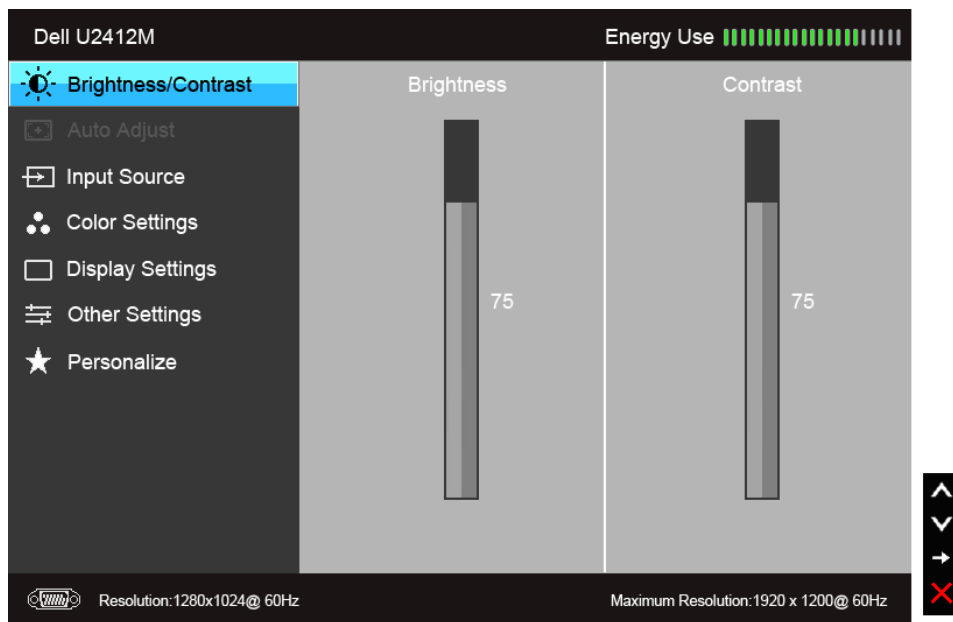 Dell U2412M
Energy Use
Brightness/Contrast
Brightness
Contrast
Auto Adjust
Input Source
Color Settings
Display Settings
75
75
Other Settings
Personalize
Resolution:1280x1024@ 60Hz
Maximum Resolution:1920 x 1200@ 60Hz